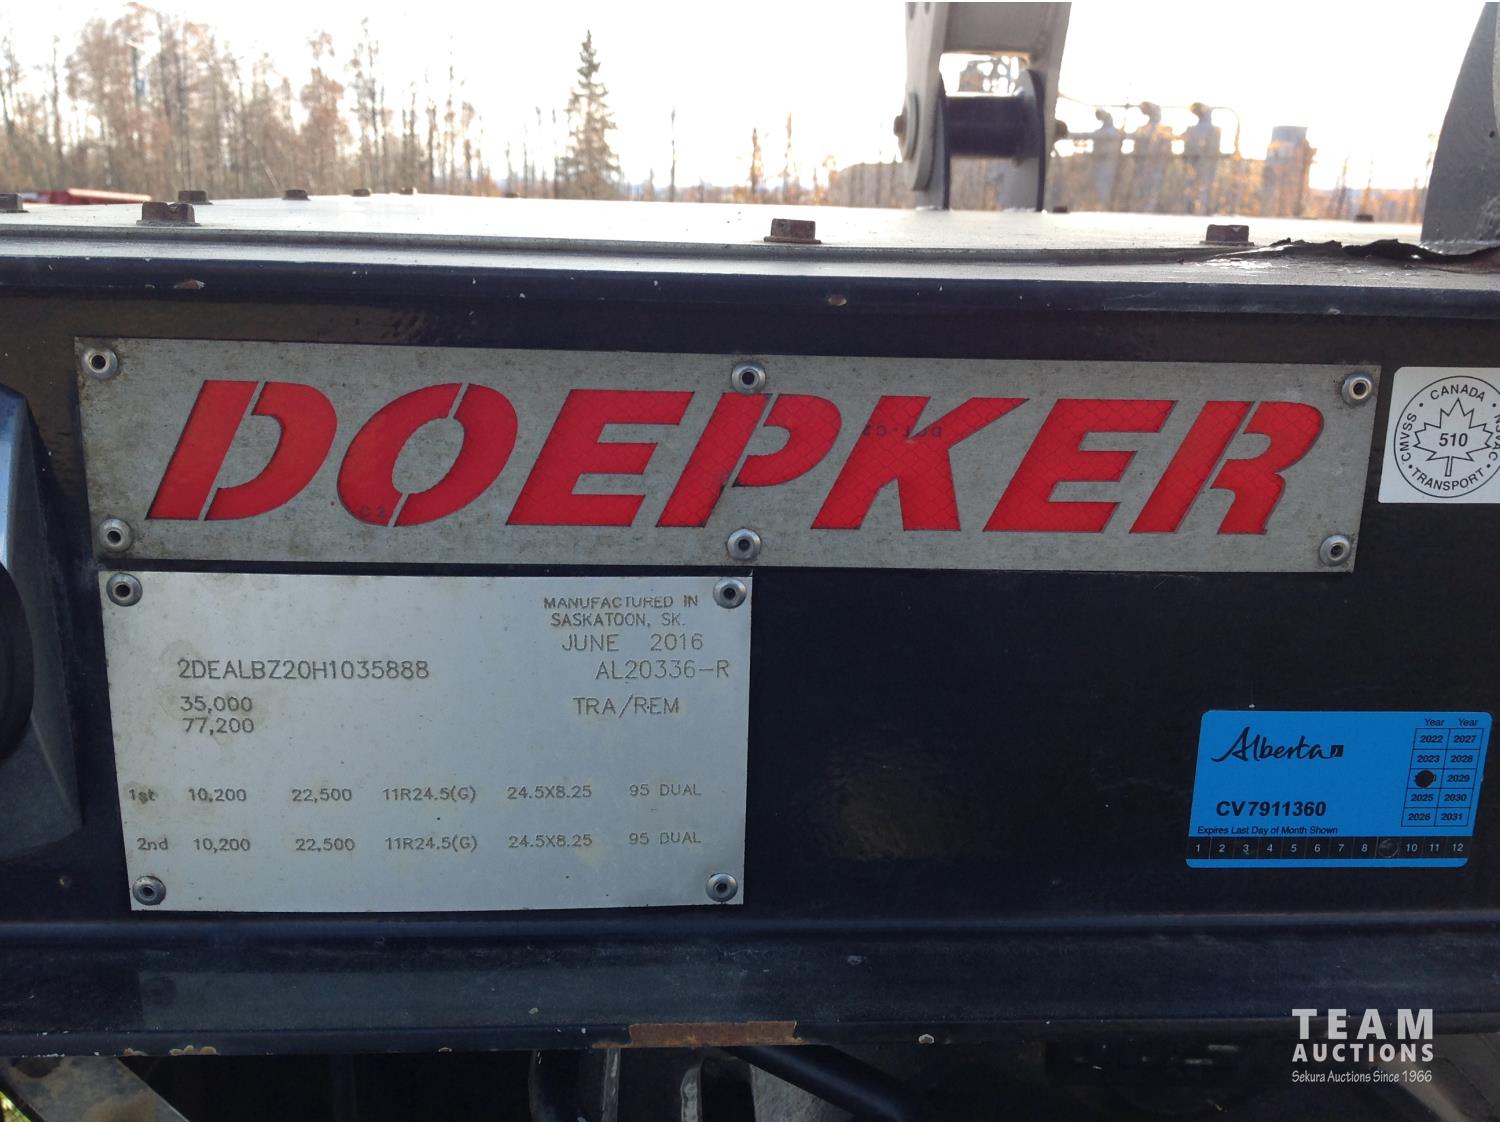 DOEPKER
CANADA
CMVSS
510
TRANSPORT
MANUFACTURED IN
SASKATOON, SK.
JUNE 2016
2DEALBZ20H1035888 AL20336-R
35,000 TRA/REM
77,200
1st 10,200 22,500 11R24.5(G) 24.5X8.25 95 DUAL
2nd 10,200 22,500 11R24.5(G) 24.5X8.25 95 DUAL
Alberta
Year Year
2022 2027
2023 2028
2029
2025 2030
2026 2031
CV7911360
Expires Last Day of Month Shown
1 2 3 4 5 6 7 8 10 11 12
TEAM
AUCTIONS
Sekura Auctions Since 1966